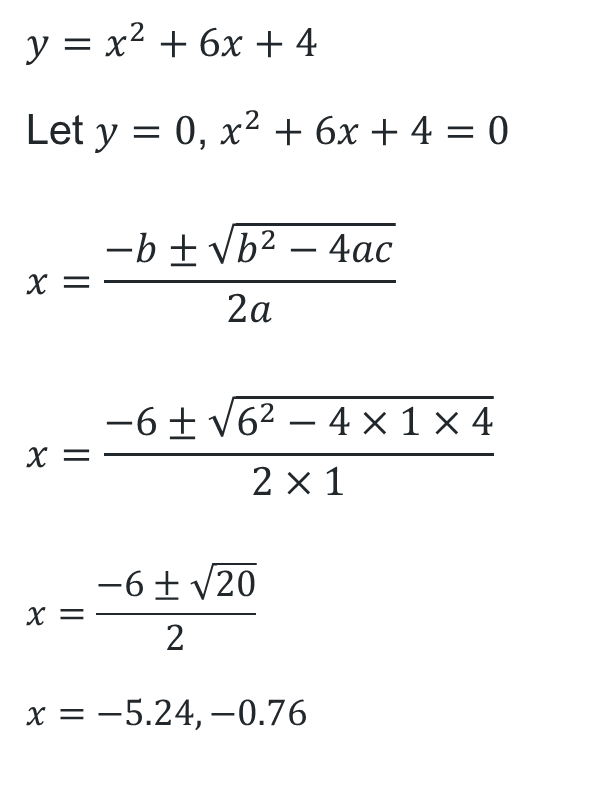 y = x² + 6x + 4
Let y = 0, x² + 6x + 4 = 0
x = (−b ± √(b² − 4ac)) / (2a)
x = (−6 ± √(6² − 4 × 1 × 4)) / (2 × 1)
x = (−6 ± √20) / 2
x = −5.24, −0.76